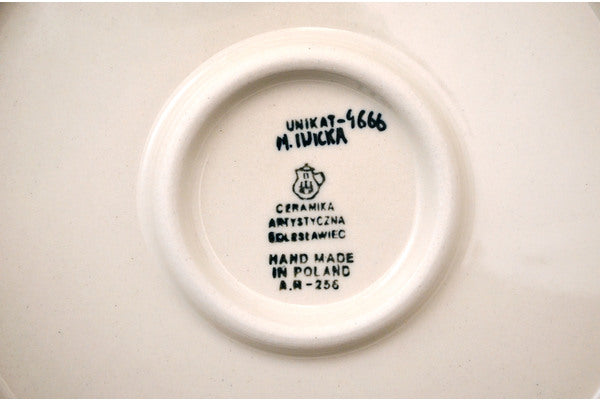 UNIKAT-4666
M. IWICKA
CERAMIKA
ARTYSTYCZNA
BOLESŁAWIEC
HAND MADE
IN POLAND
A.R-256